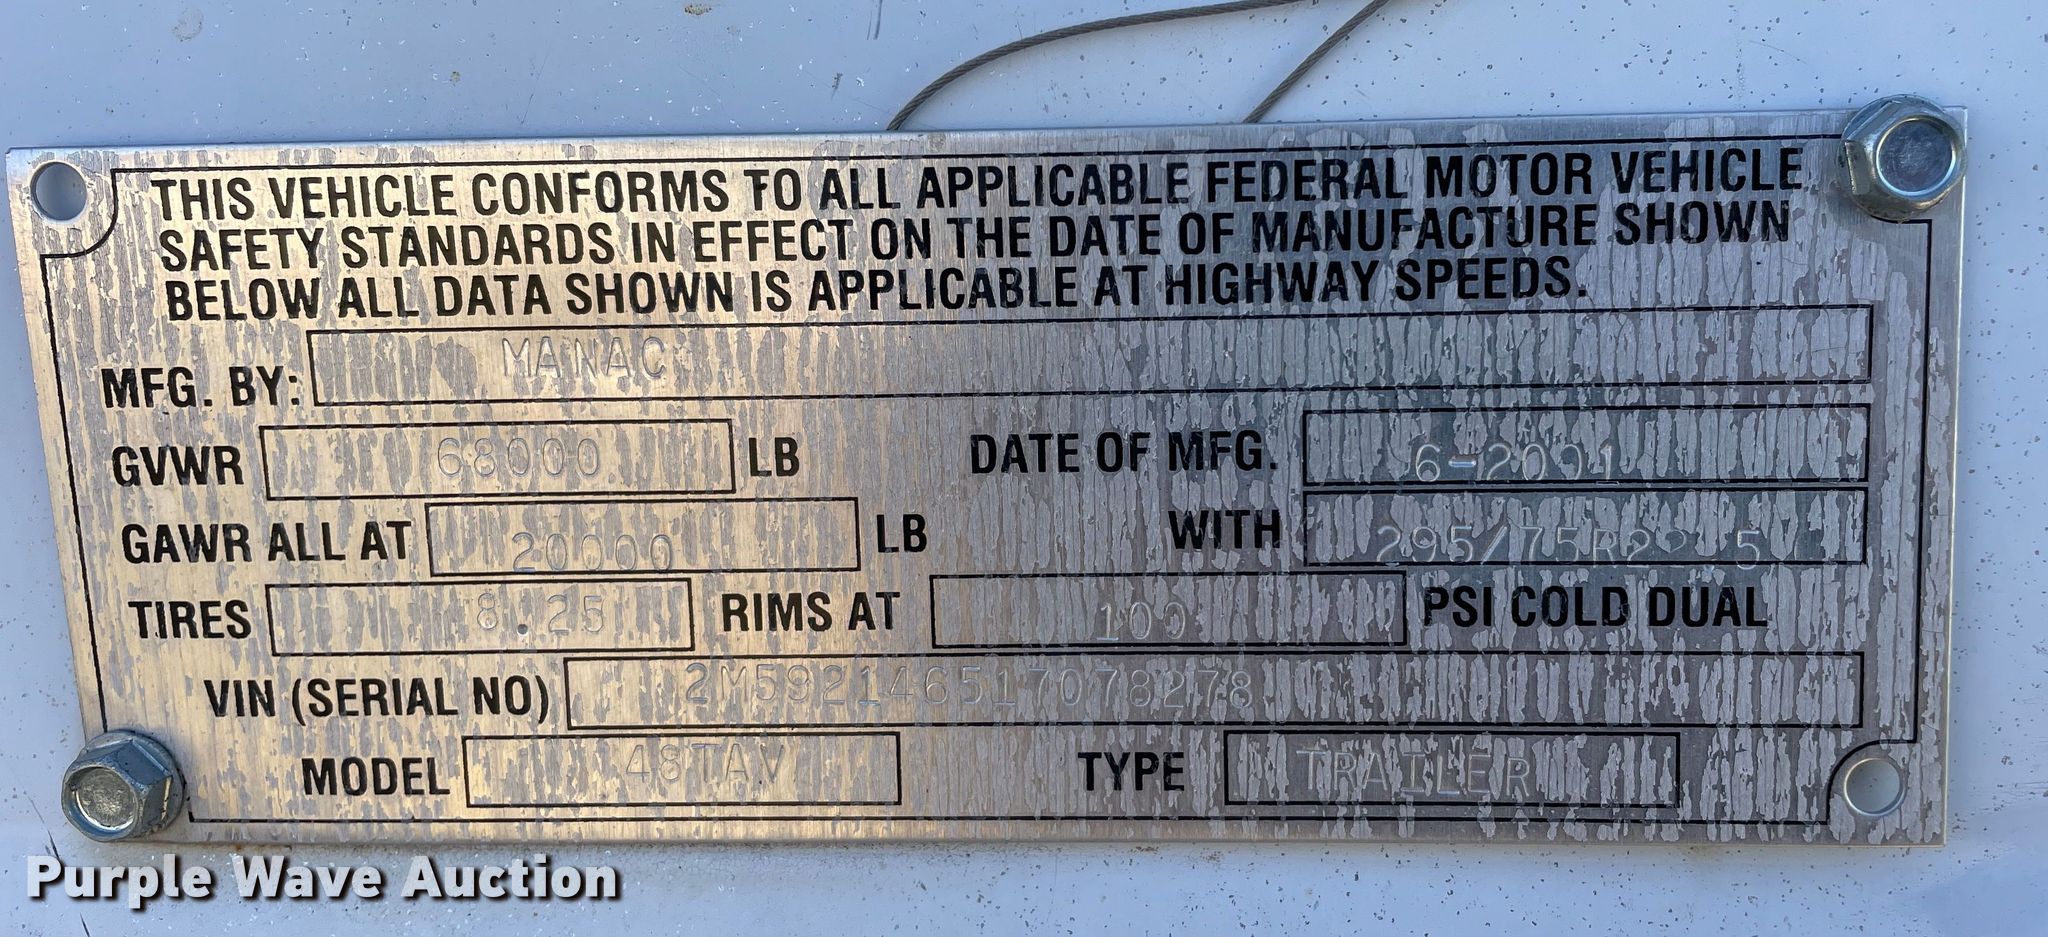 THIS VEHICLE CONFORMS TO ALL APPLICABLE FEDERAL MOTOR VEHICLE
SAFETY STANDARDS IN EFFECT ON THE DATE OF MANUFACTURE SHOWN
BELOW ALL DATA SHOWN IS APPLICABLE AT HIGHWAY SPEEDS.
MFG. BY: MANAC
GVWR 68000 LB DATE OF MFG. 6-2001
GAWR ALL AT 20000 LB WITH 295/75R22.5
TIRES 8.25 RIMS AT 100 PSI COLD DUAL
VIN (SERIAL NO) 2M592146517078278
MODEL 48TAV TYPE TRAILER
Purple Wave Auction